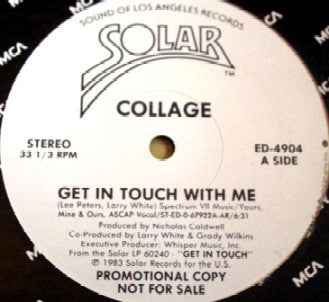 SOUND OF LOS ANGELES RECORDS
SOLAR
TM
COLLAGE
STEREO
33 1/3 RPM
ED-4904
A SIDE
GET IN TOUCH WITH ME
(Lee Peters, Larry White) Spectrum VII Music/Yours,
Mine & Ours, ASCAP Vocal/ST-ED-B-67922A-AR/6:31
Produced by Nicholas Caldwell
Co-Produced by Larry White & Grady Wilkins
Executive Producer: Whisper Music, Inc.
From the Solar LP 60240 - "GET IN TOUCH"
℗ 1983 Solar Records for the U.S.
PROMOTIONAL COPY
NOT FOR SALE
MCA
MCA
MCA